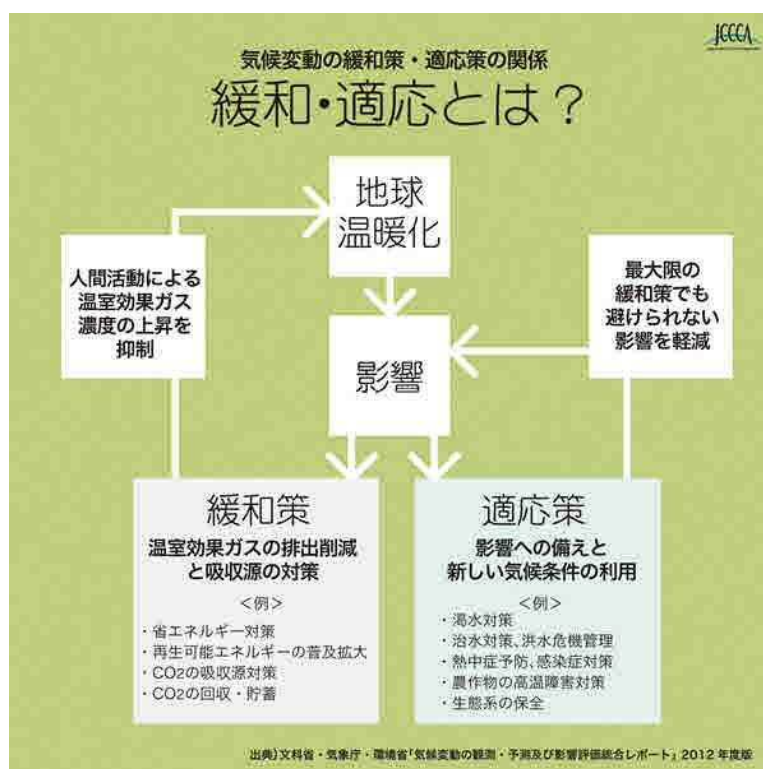 JCCCA
気候変動の緩和策・適応策の関係
緩和・適応とは？
地球
温暖化
人間活動による
温室効果ガス
濃度の上昇を
抑制
最大限の
緩和策でも
避けられない
影響を軽減
影響
緩和策
温室効果ガスの排出削減
と吸収源の対策
＜例＞
・省エネルギー対策
・再生可能エネルギーの普及拡大
・CO2の吸収源対策
・CO2の回収・貯蓄
適応策
影響への備えと
新しい気候条件の利用
＜例＞
・渇水対策
・治水対策、洪水危機管理
・熱中症予防、感染症対策
・農作物の高温障害対策
・生態系の保全
出典）文科省・気象庁・環境省「気候変動の観測・予測及び影響評価統合レポート」2012年度版